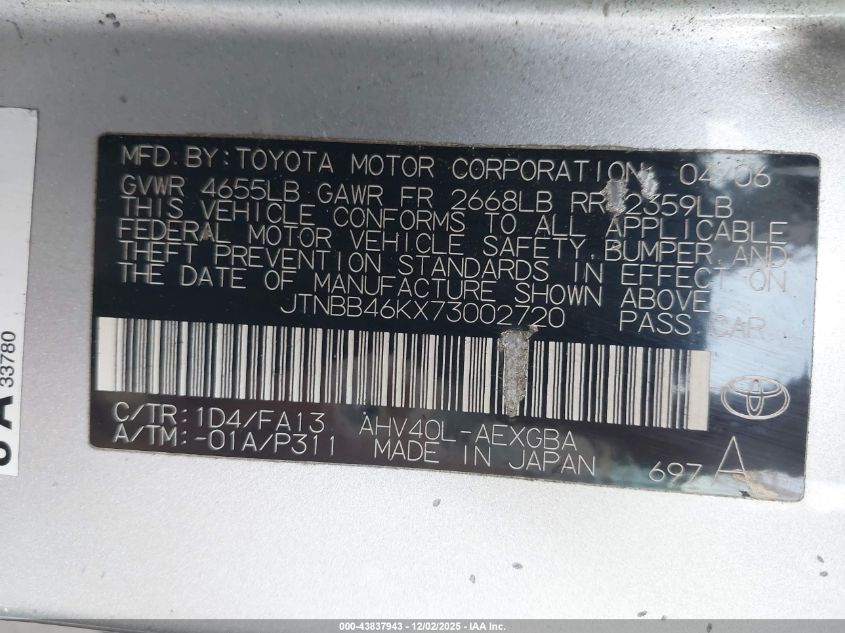 MFD. BY: TOYOTA MOTOR CORPORATION 04/06
GVWR 4655LB GAWR FR 2668LB RR 2359LB
THIS VEHICLE CONFORMS TO ALL APPLICABLE
FEDERAL MOTOR VEHICLE SAFETY, BUMPER, AND
THEFT PREVENTION STANDARDS IN EFFECT ON
THE DATE OF MANUFACTURE SHOWN ABOVE.
JTNBB46KX73002720 PASS. CAR.
C/TR: 1D4/FA13 AHV40L-AEXGBA
A/TM: -01A/P311 MADE IN JAPAN
697 A
33780
000-43837943 - 12/02/2025 - IAA Inc.